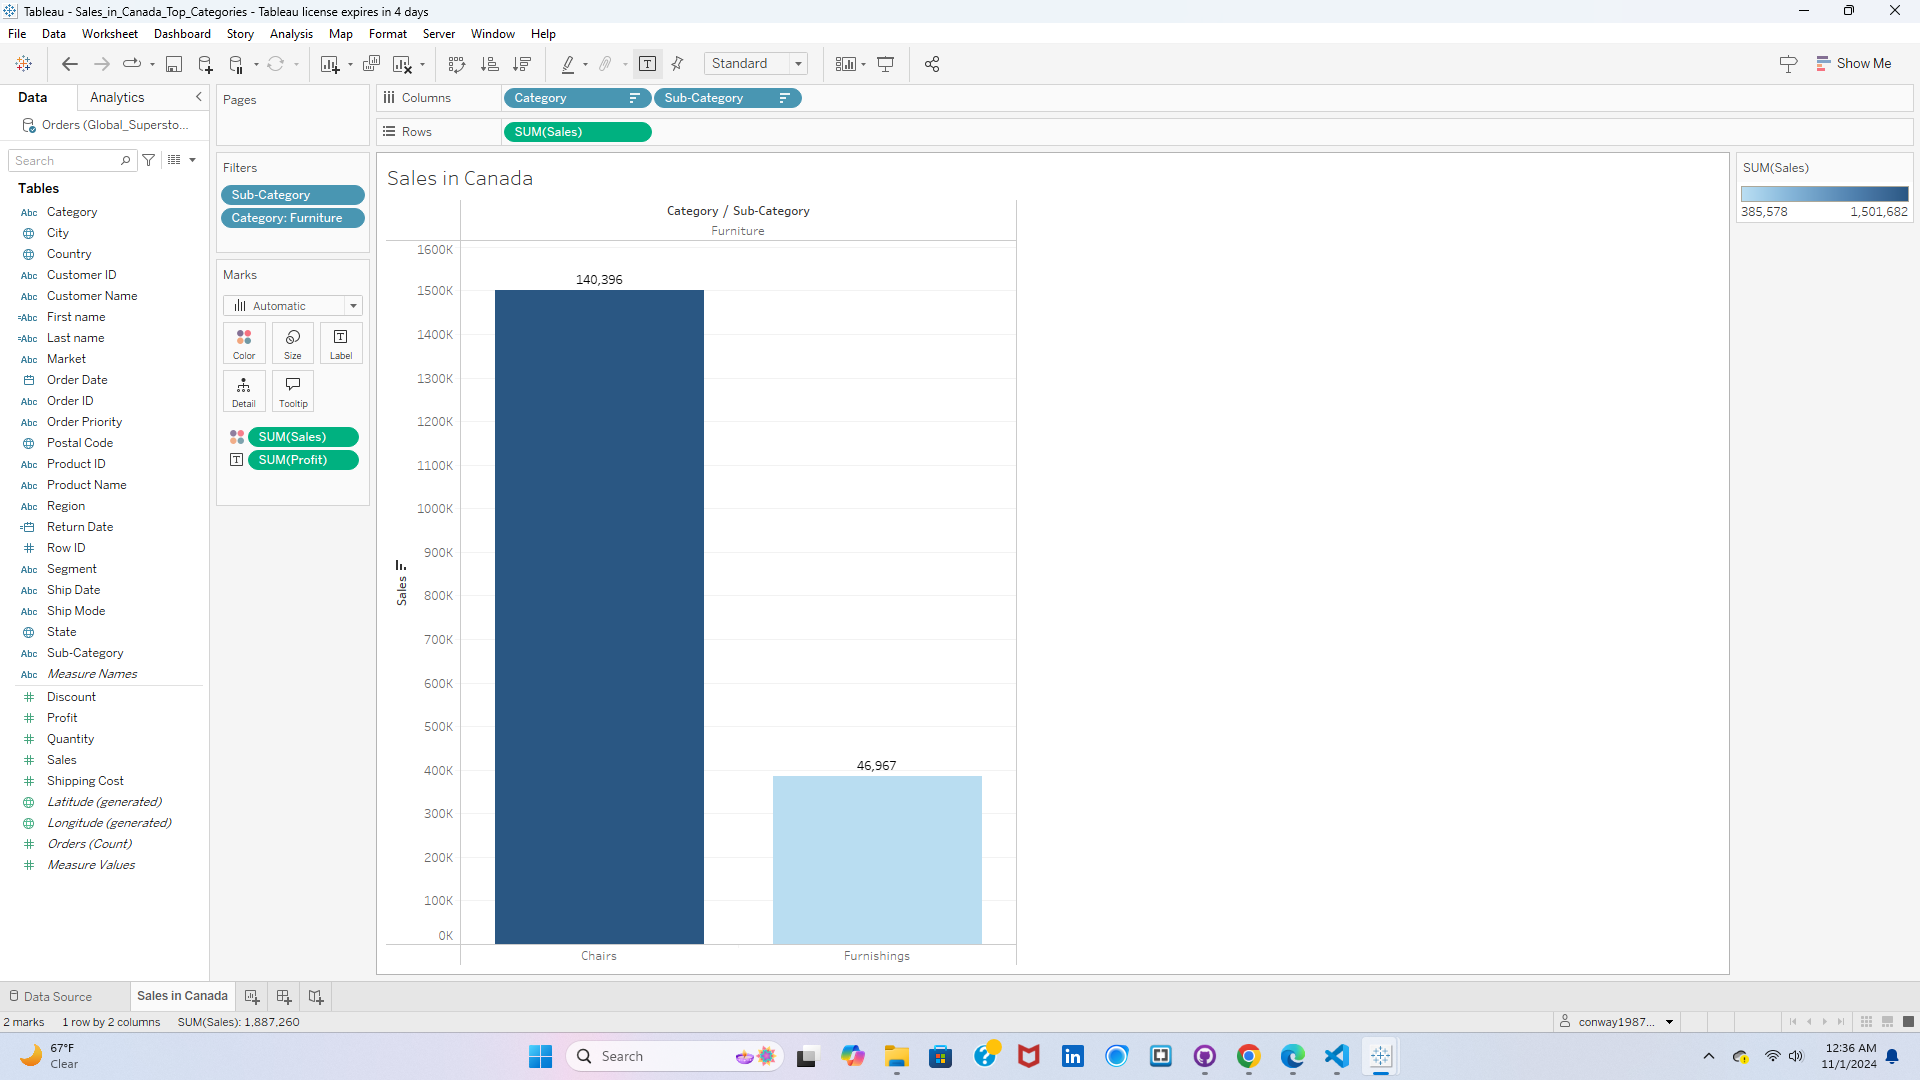 Tableau - Sales_in_Canada_Top_Categories - Tableau license expires in 4 days
File Data Worksheet Dashboard Story Analysis Map Format Server Window Help
Standard
Show Me
Data Analytics
Orders (Global_Supersto...
Search
Tables
Abc Category
City
Country
Abc Customer ID
Abc Customer Name
=Abc First name
=Abc Last name
Abc Market
Order Date
Abc Order ID
Abc Order Priority
Postal Code
Abc Product ID
Abc Product Name
Abc Region
Return Date
Row ID
Abc Segment
Abc Ship Date
Abc Ship Mode
State
Abc Sub-Category
Abc Measure Names
Discount
Profit
Quantity
Sales
Shipping Cost
Latitude (generated)
Longitude (generated)
Orders (Count)
Measure Values
Pages
Filters
Sub-Category
Category: Furniture
Marks
Automatic
Color Size Label
Detail Tooltip
SUM(Sales)
SUM(Profit)
Columns Category Sub-Category
Rows SUM(Sales)
Sales in Canada
Category / Sub-Category
Furniture
1600K
1500K
1400K
1300K
1200K
1100K
1000K
900K
800K
700K
600K
500K
400K
300K
200K
100K
0K
Sales
140,396
46,967
Chairs Furnishings
SUM(Sales)
385,578 1,501,682
Data Source Sales in Canada
2 marks 1 row by 2 columns SUM(Sales): 1,887,260
conway1987...
67°F
Clear
Search
12:36 AM
11/1/2024